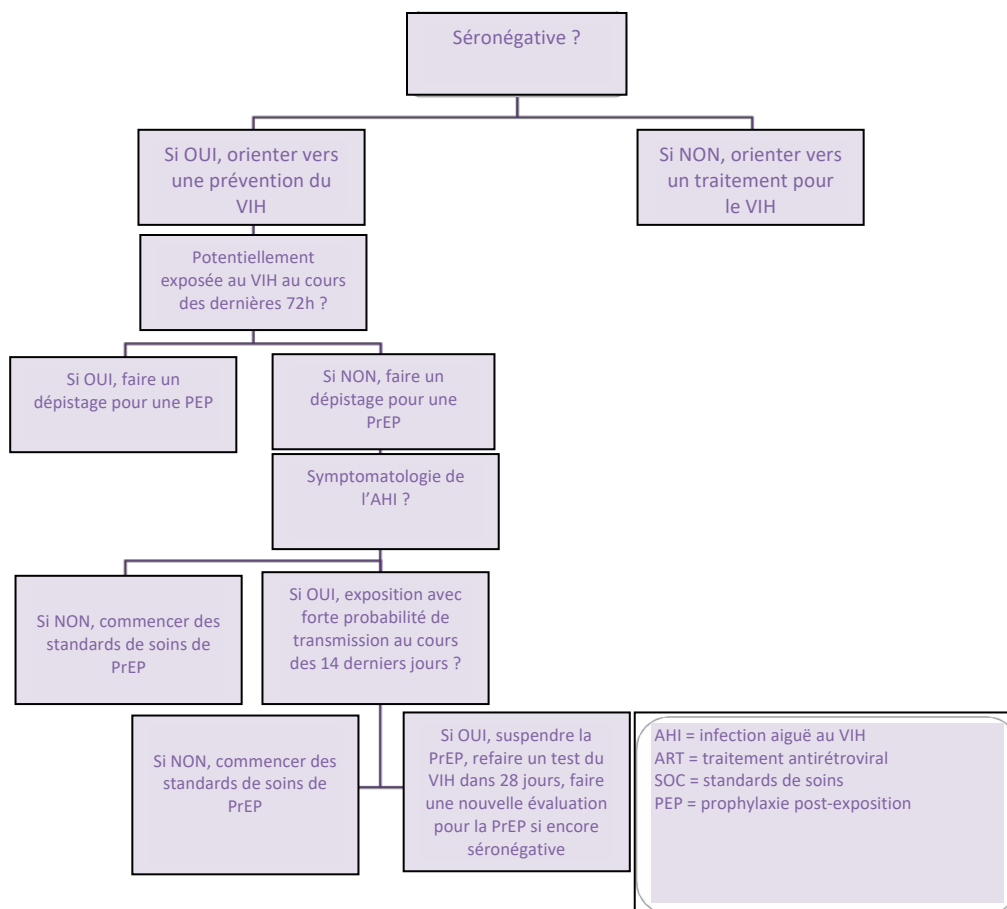 Séronégative ?
Si OUI, orienter vers
une prévention du
VIH
Si NON, orienter vers
un traitement pour
le VIH
Potentiellement
exposée au VIH au cours
des dernières 72h ?
Si OUI, faire un
dépistage pour une PEP
Si NON, faire un
dépistage pour une
PrEP
Symptomatologie de
l’AHI ?
Si NON, commencer des
standards de soins de
PrEP
Si OUI, exposition avec
forte probabilité de
transmission au cours
des 14 derniers jours ?
Si NON, commencer des
standards de soins de
PrEP
Si OUI, suspendre la
PrEP, refaire un test du
VIH dans 28 jours, faire
une nouvelle évaluation
pour la PrEP si encore
séronégative
AHI = infection aiguë au VIH
ART = traitement antirétroviral
SOC = standards de soins
PEP = prophylaxie post-exposition